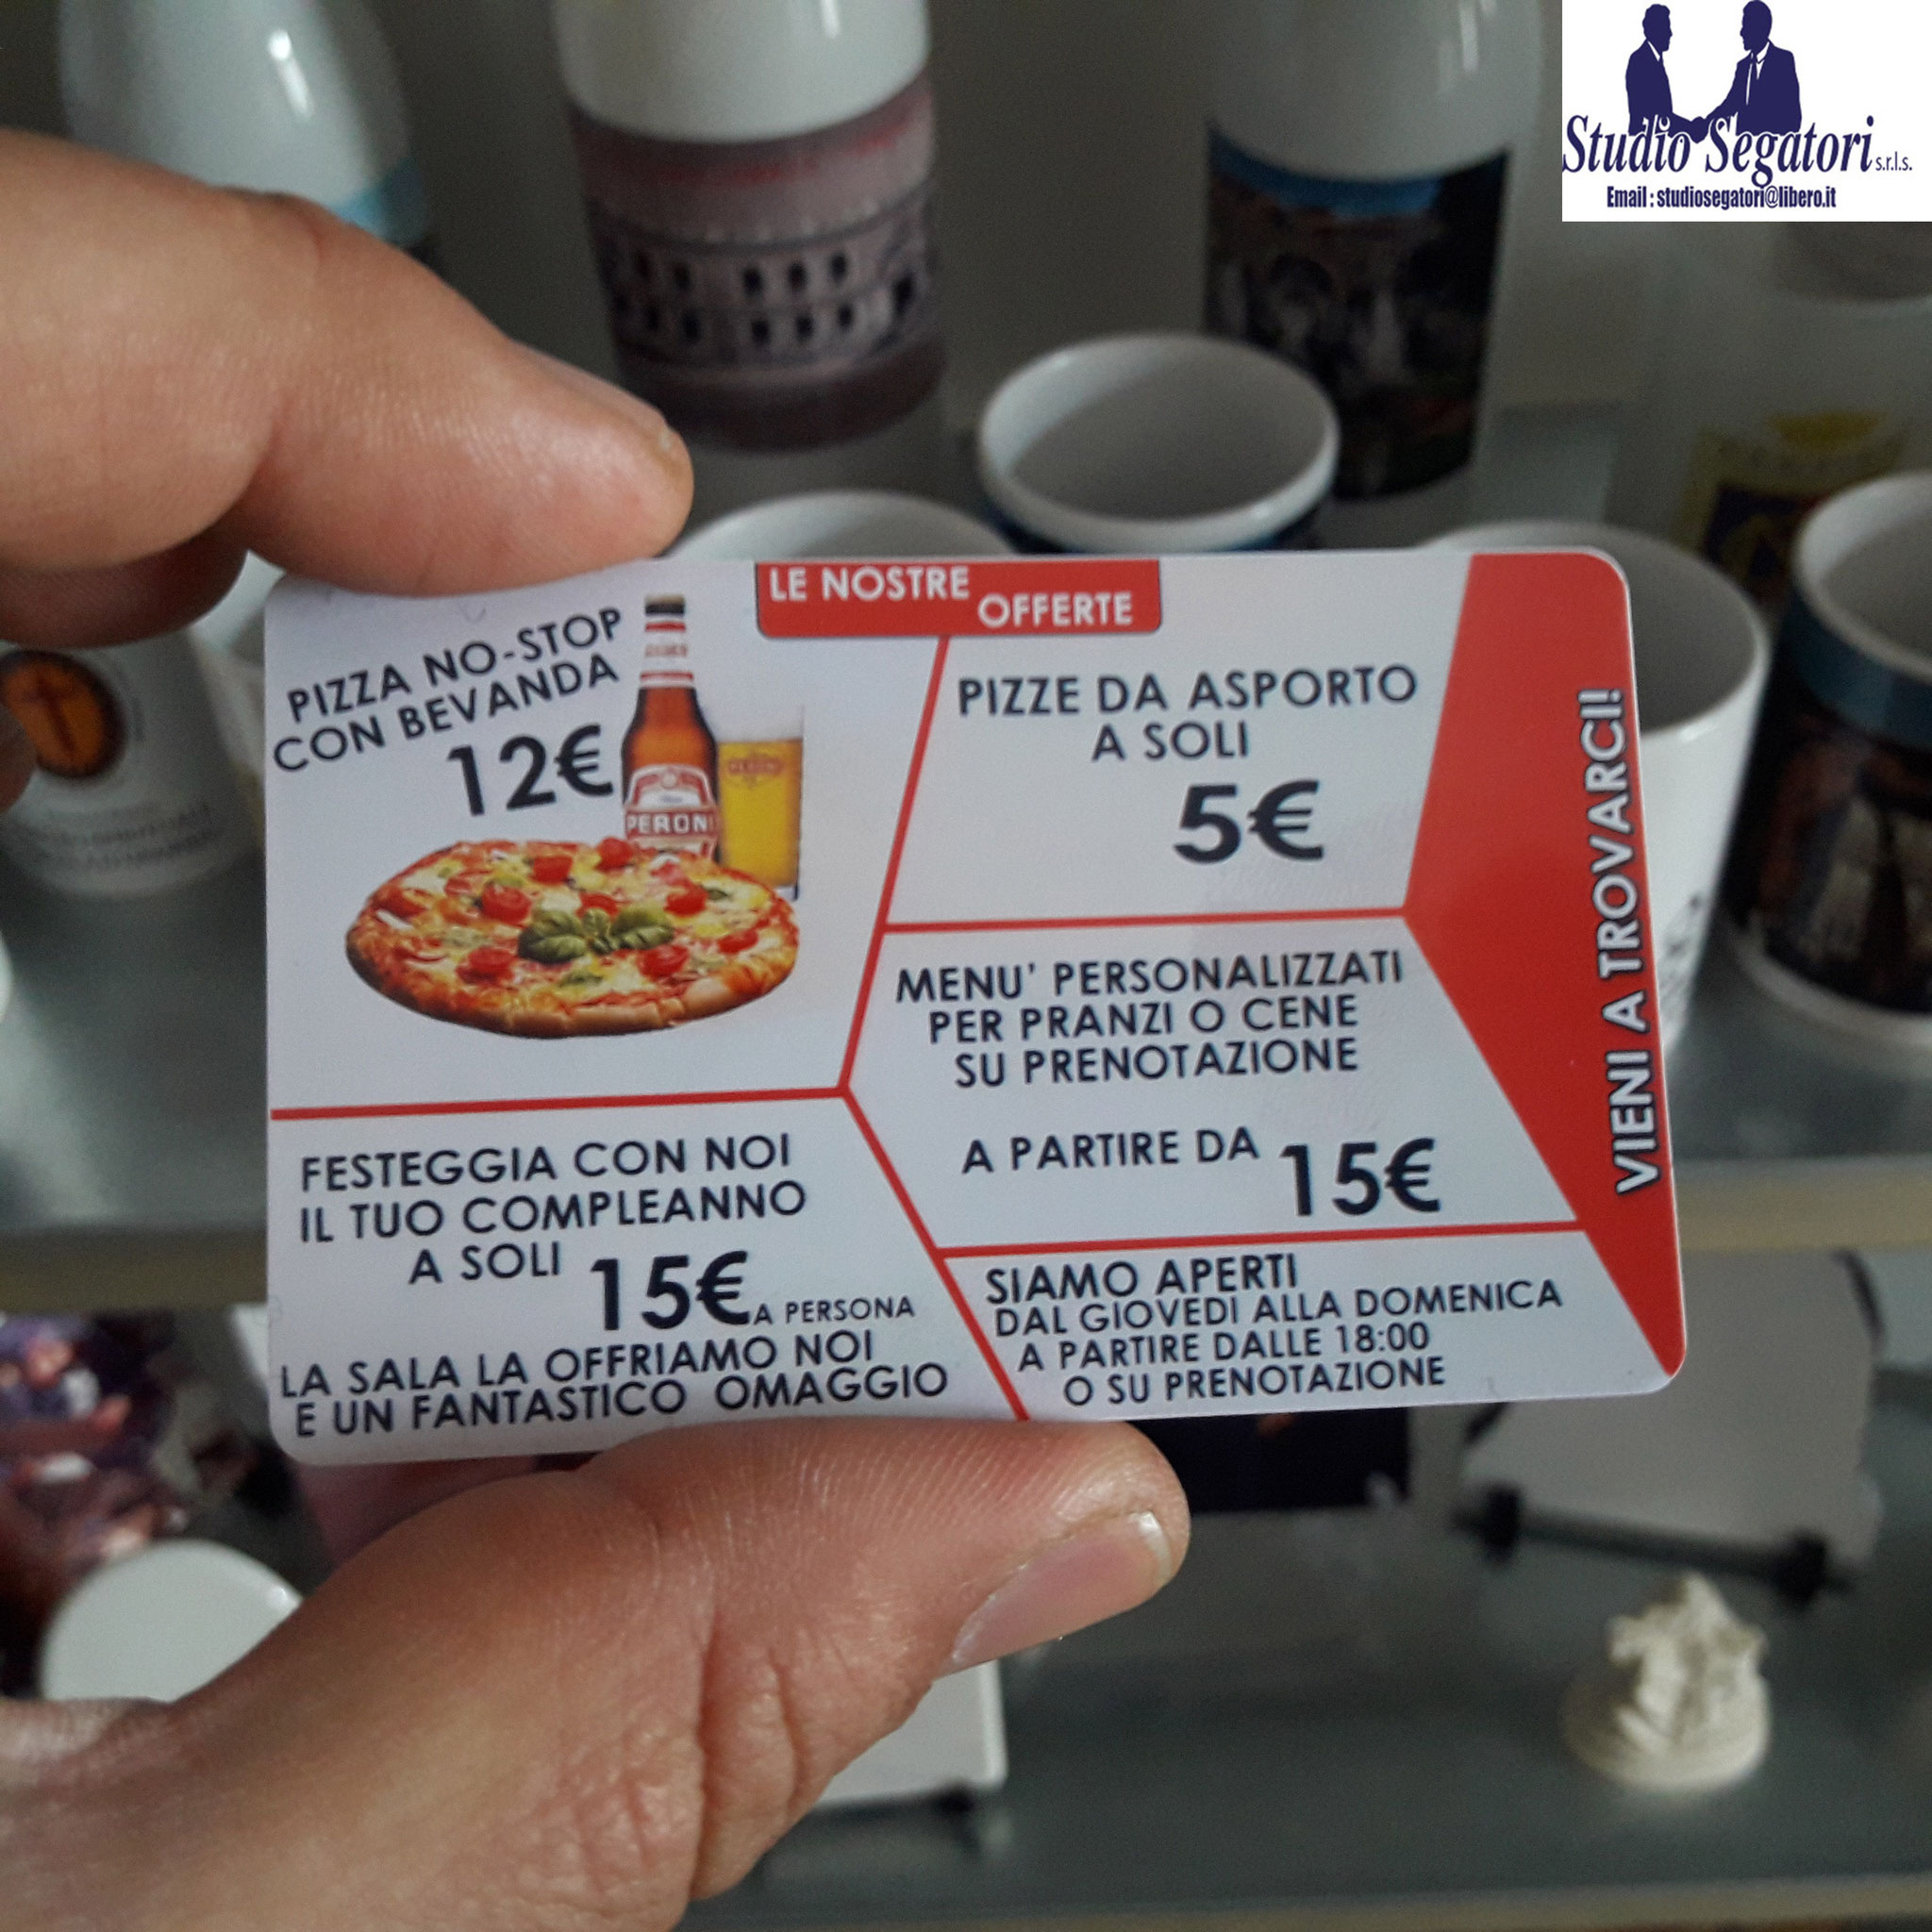 Studio Segatori s.r.l.s.
Email : studiosegatori@libero.it
LE NOSTRE
OFFERTE
PIZZA NO-STOP
CON BEVANDA
12€
PERONI
PIZZE DA ASPORTO
A SOLI
5€
MENU' PERSONALIZZATI
PER PRANZI O CENE
SU PRENOTAZIONE
A PARTIRE DA 15€
FESTEGGIA CON NOI
IL TUO COMPLEANNO
A SOLI 15€ A PERSONA
LA SALA LA OFFRIAMO NOI
E UN FANTASTICO OMAGGIO
SIAMO APERTI
DAL GIOVEDI ALLA DOMENICA
A PARTIRE DALLE 18:00
O SU PRENOTAZIONE
VIENI A TROVARCI!